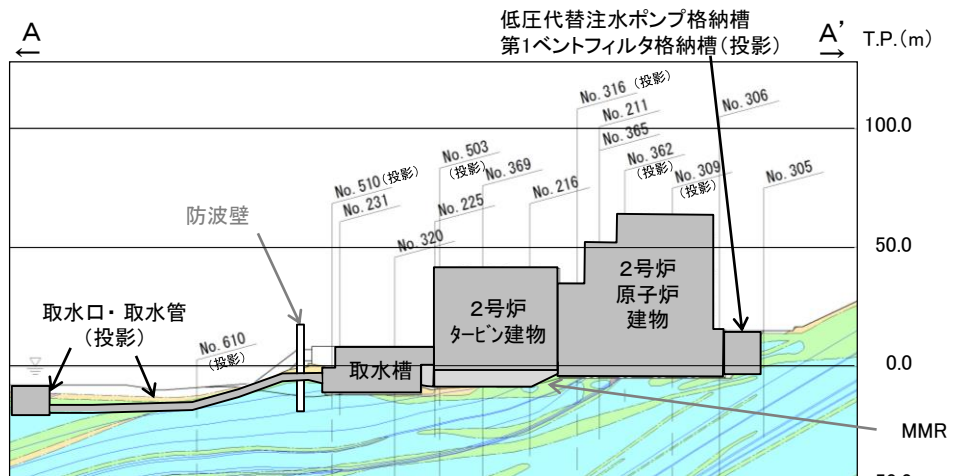 低圧代替注水ポンプ格納槽
第1ベントフィルタ格納槽(投影)
A
A’
T.P.(m)
No. 316 (投影)
No. 306
No. 211
100.0
No. 365
No. 503
(投影)
No. 362
(投影)
No. 369
No. 309
(投影)
No. 305
No. 510(投影)
No. 216
No. 231
No. 225
防波壁
No. 320
50.0
2号炉
原子炉
建物
2号炉
タービン建物
取水口・取水管
(投影)
No. 610
(投影)
取水槽
0.0
MMR